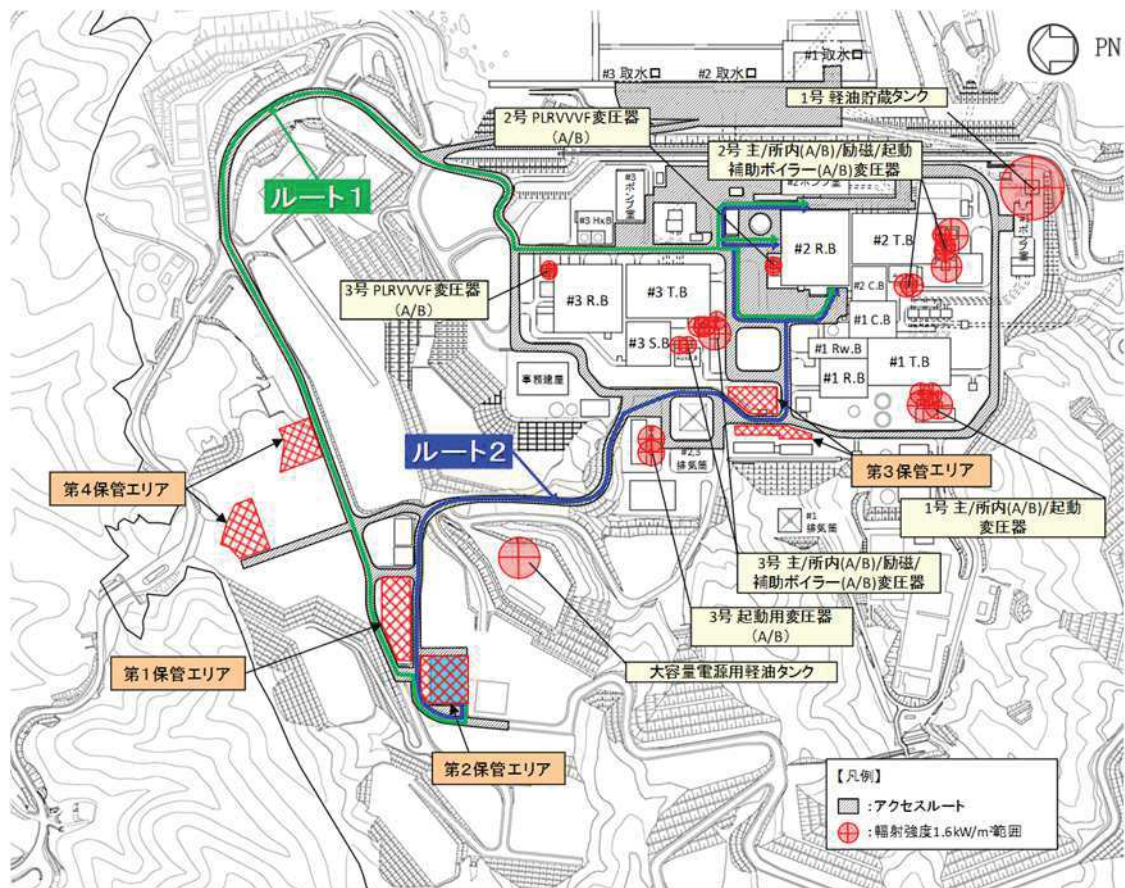 PN
#1 取水口
#3 取水口
#2 取水口
1号 軽油貯蔵タンク
2号 PLRVVVF変圧器
(A/B)
2号 主/所内(A/B)/励磁/起動
補助ボイラー(A/B)変圧器
ルート1
#3
ポンプ室
#2ポンプ室
#3 HxB
#2 R.B
#2 T.B
ポンプ室
3号 PLRVVVF変圧器
(A/B)
#3 R.B
#3 T.B
#2 C.B
#1 C.B
#3 S.B
#1 Rw.B
#1 T.B
#1 R.B
事務建屋
ルート2
#2,3
排気筒
第3保管エリア
第4保管エリア
#1
排気筒
1号 主/所内(A/B)/起動
変圧器
3号 主/所内(A/B)/励磁/
補助ボイラー(A/B)変圧器
3号 起動用変圧器
(A/B)
第1保管エリア
大容量電源用軽油タンク
第2保管エリア
【凡例】
:アクセスルート
:輻射強度1.6kW/m²範囲